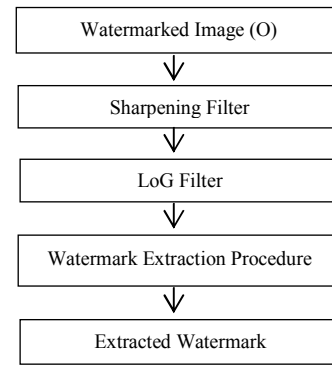 Watermarked Image (O)
Sharpening Filter
LoG Filter
Watermark Extraction Procedure
Extracted Watermark